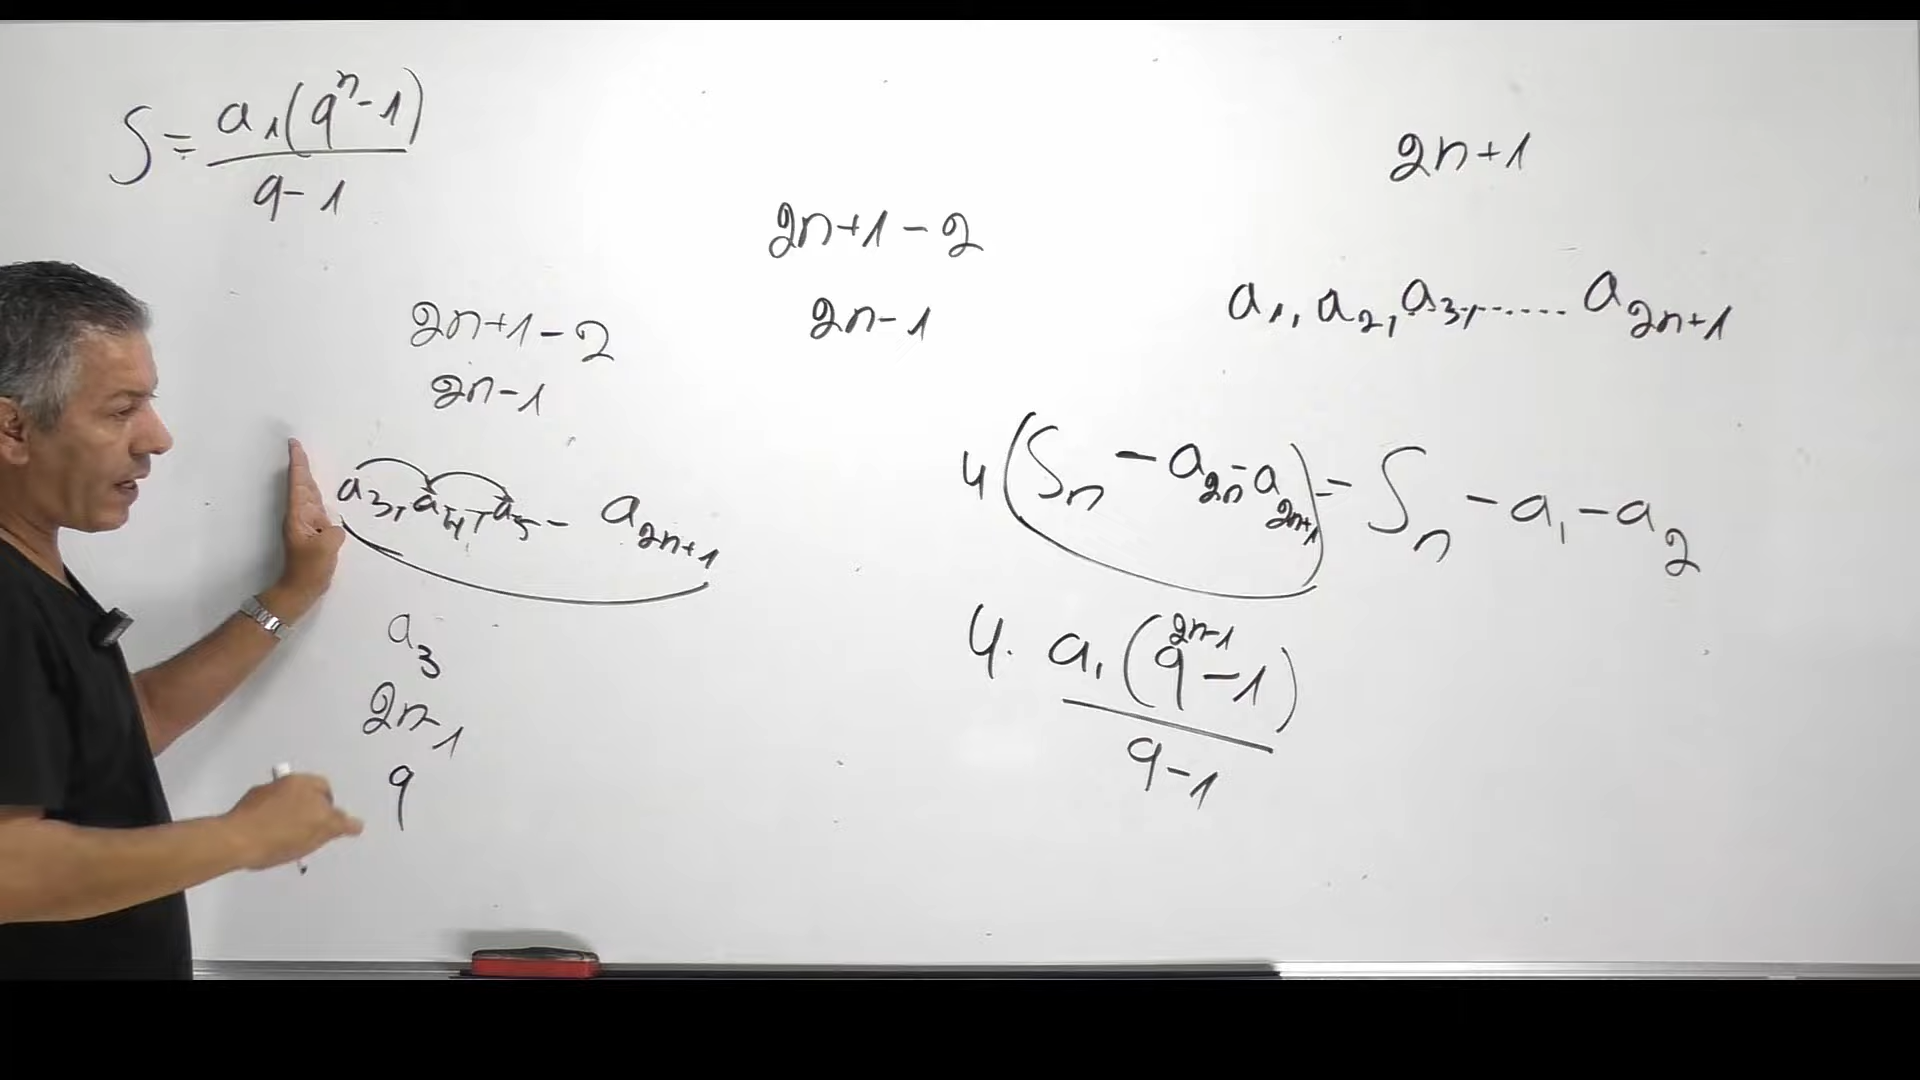 S = a₁(qⁿ-1) / q-1
2n+1
2n+1-2
2n-1
a₁, a₂, a₃, ...... a₂ₙ₊₁
2n+1-2
2n-1
a₃, a₄, a₅ - a₂ₙ₊₁
4(Sₙ - a₂ₙ - a₂ₙ₊₁) = Sₙ - a₁ - a₂
a₃
2n-1
q
4. a₁(q²ⁿ⁻¹-1) / q-1